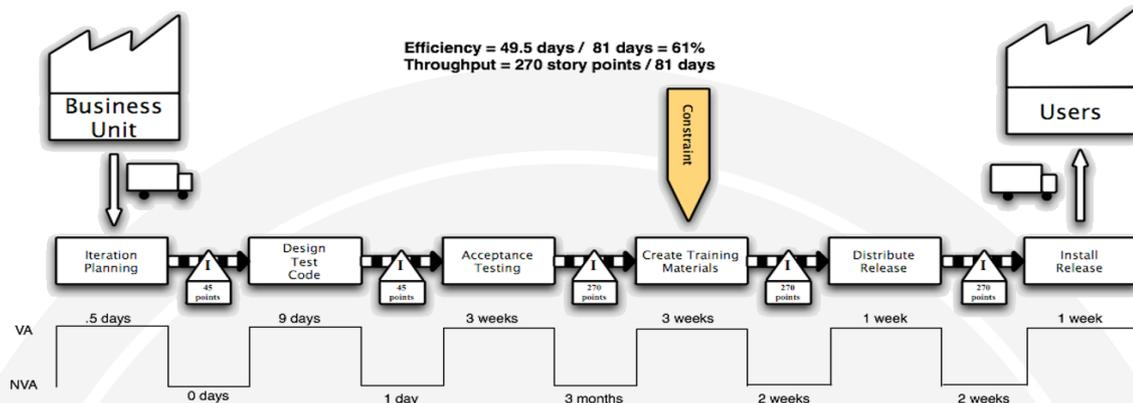 Efficiency = 49.5 days / 81 days = 61%
Throughput = 270 story points / 81 days
Business
Unit
Constraint
Users
Iteration
Planning
I
45
points
Design
Test
Code
I
45
points
Acceptance
Testing
I
270
points
Create Training
Materials
I
270
points
Distribute
Release
I
270
points
Install
Release
VA
.5 days
9 days
3 weeks
3 weeks
1 week
1 week
NVA
0 days
1 day
3 months
2 weeks
2 weeks